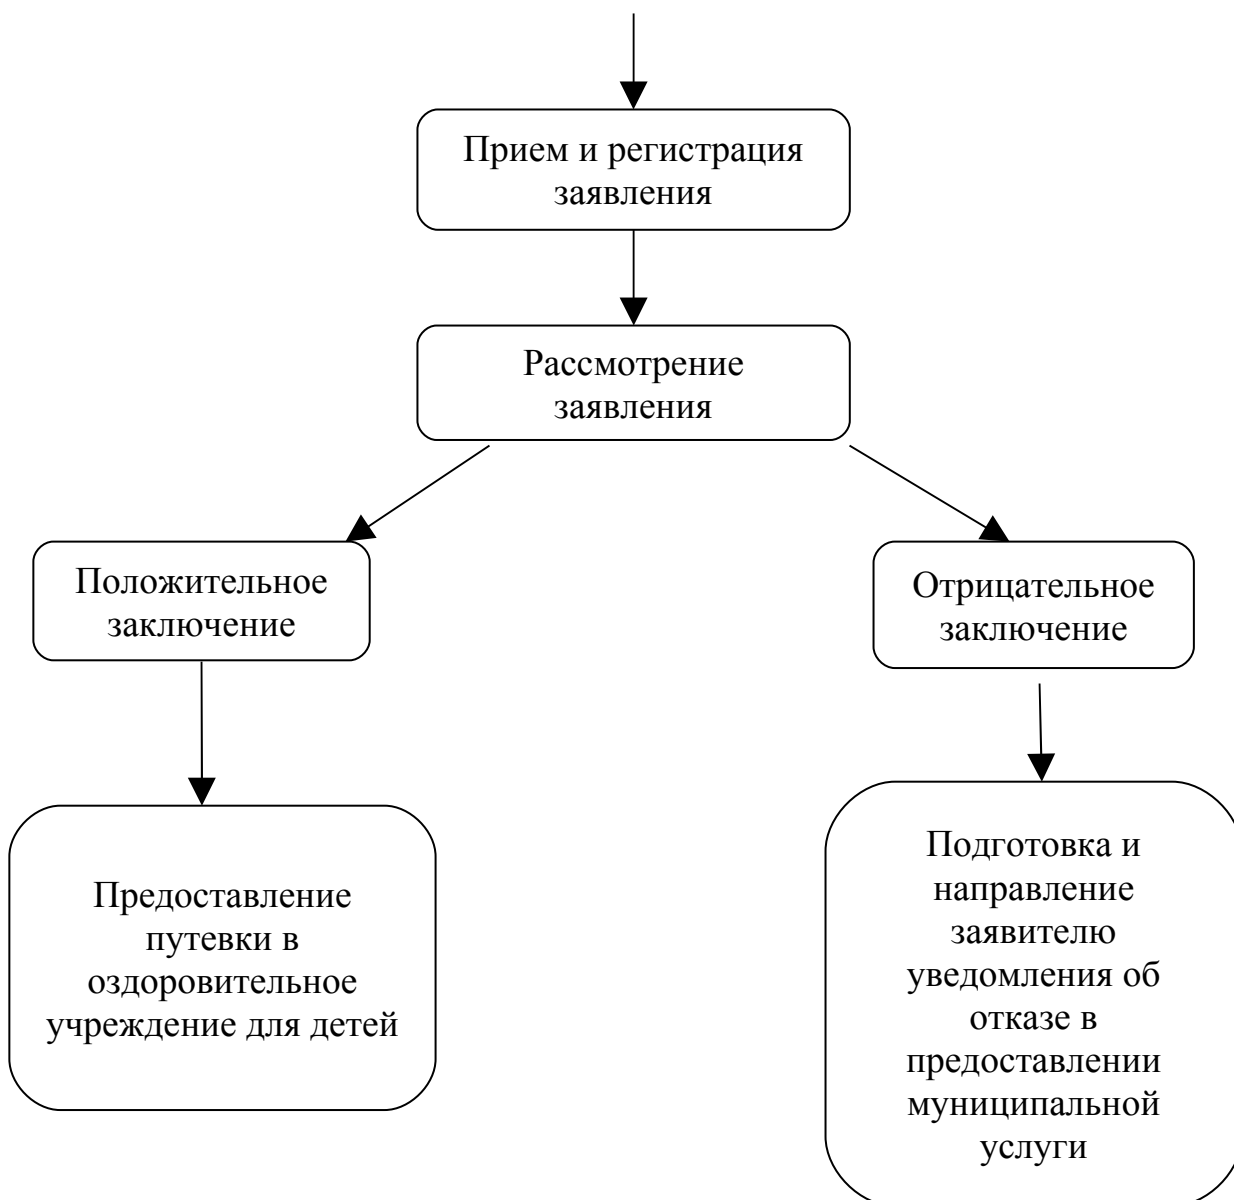 Прием и регистрация
заявления
Рассмотрение
заявления
Положительное
заключение
Отрицательное
заключение
Предоставление
путевки в
оздоровительное
учреждение для детей
Подготовка и
направление
заявителю
уведомления об
отказе в
предоставлении
муниципальной
услуги